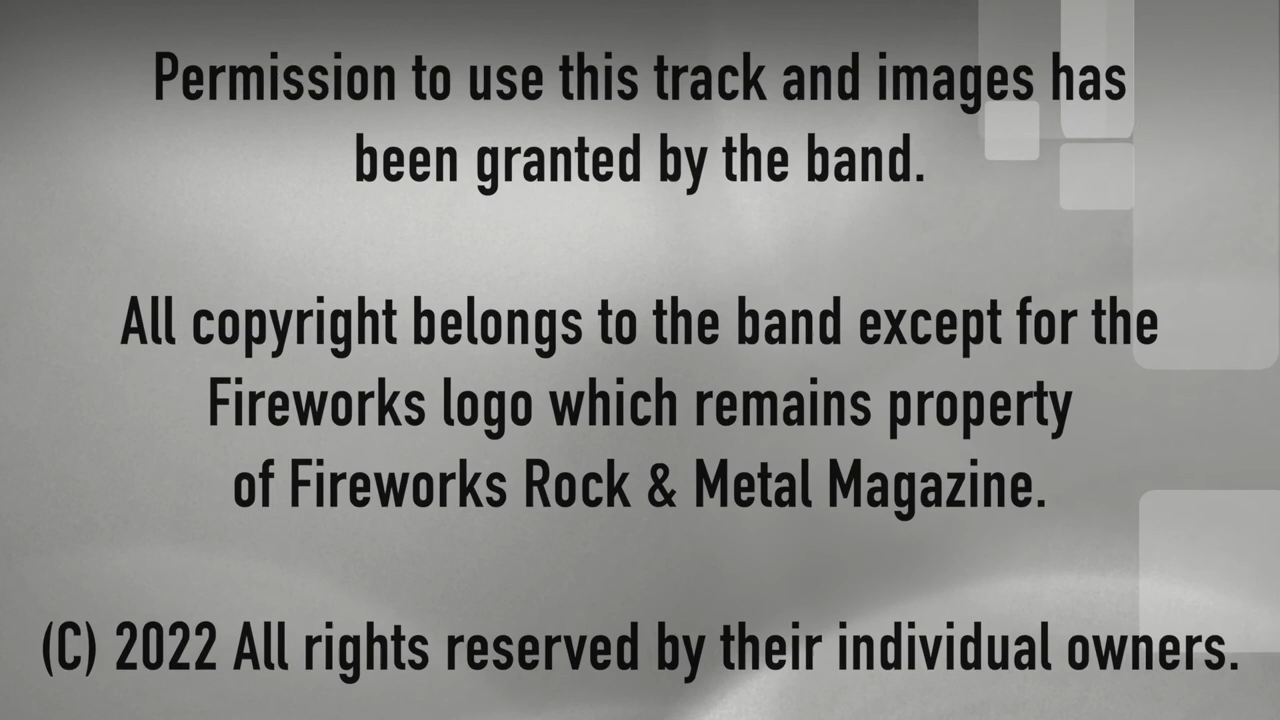 Permission to use this track and images has
been granted by the band.
All copyright belongs to the band except for the
Fireworks logo which remains property
of Fireworks Rock & Metal Magazine.
(C) 2022 All rights reserved by their individual owners.